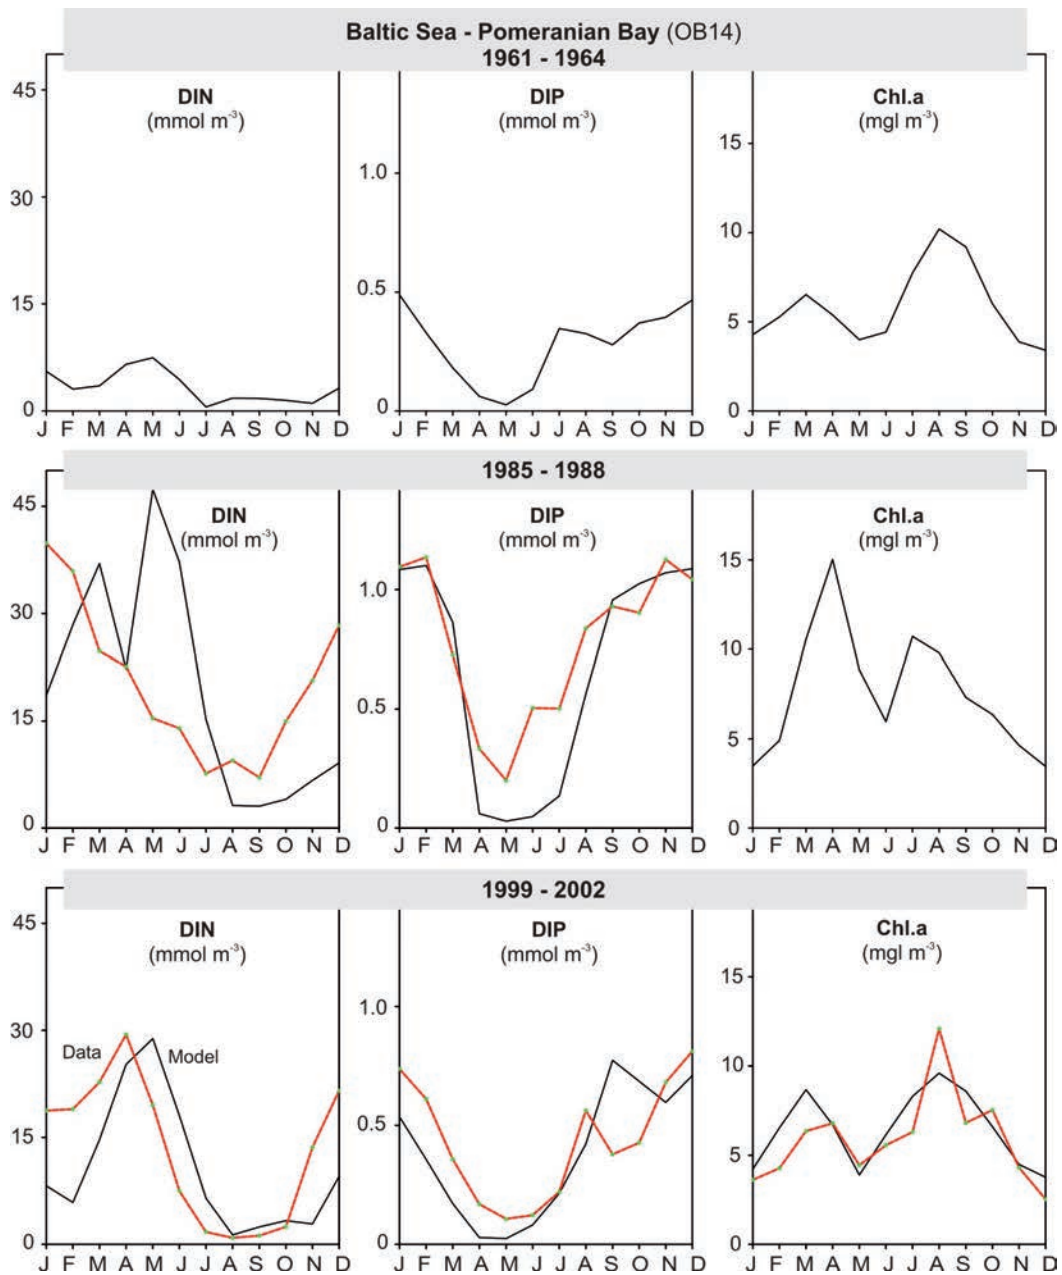 Baltic Sea - Pomeranian Bay (OB14)
1961 - 1964
DIN
(mmol m-3)
45
30
15
0
J F M A M J J A S O N D
DIP
(mmol m-3)
1.0
0.5
0
J F M A M J J A S O N D
Chl.a
(mgl m-3)
15
10
5
0
J F M A M J J A S O N D
1985 - 1988
DIN
(mmol m-3)
45
30
15
0
J F M A M J J A S O N D
DIP
(mmol m-3)
1.0
0.5
0
J F M A M J J A S O N D
Chl.a
(mgl m-3)
15
10
5
0
J F M A M J J A S O N D
1999 - 2002
DIN
(mmol m-3)
45
30
Data
Model
15
0
J F M A M J J A S O N D
DIP
(mmol m-3)
1.0
0.5
0
J F M A M J J A S O N D
Chl.a
(mgl m-3)
15
10
5
0
J F M A M J J A S O N D